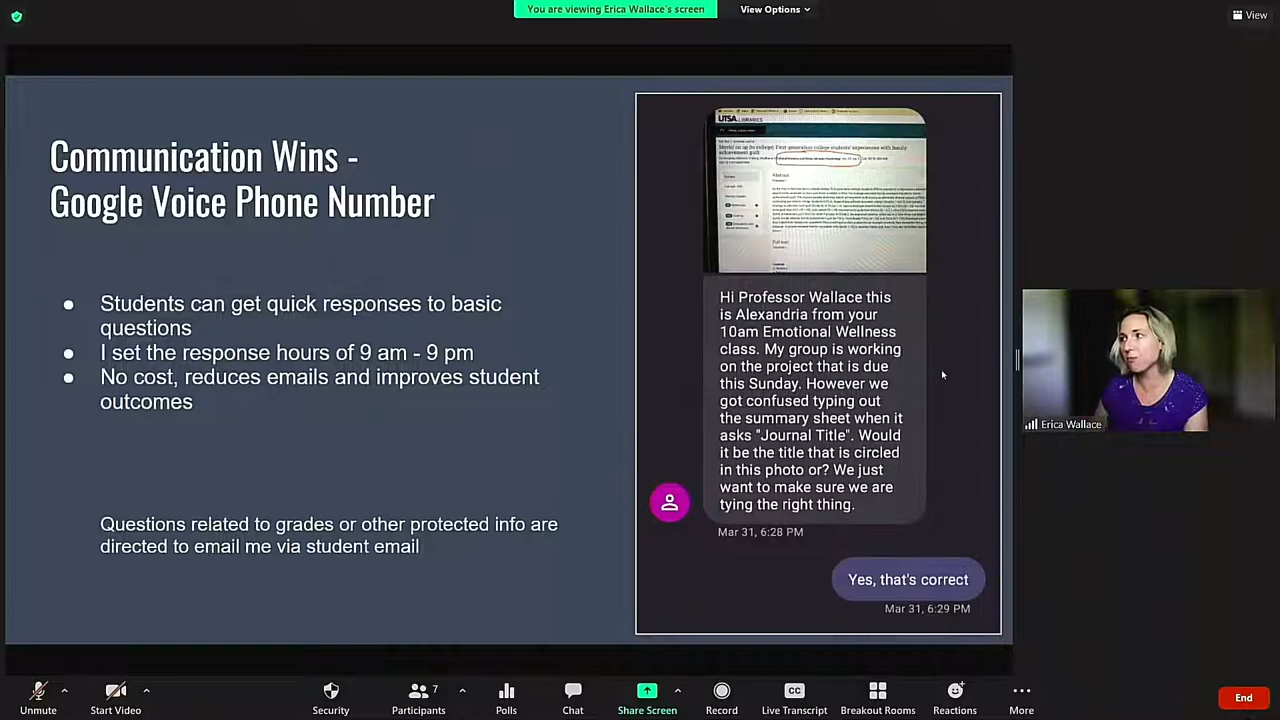 You are viewing Erica Wallace's screen
View Options
View
Communication Wins -
Google Voice Phone Number
● Students can get quick responses to basic
questions
● I set the response hours of 9 am - 9 pm
● No cost, reduces emails and improves student
outcomes
Questions related to grades or other protected info are
directed to email me via student email
UTSA LIBRARIES
Abstract
Full text
Hi Professor Wallace this
is Alexandria from your
10am Emotional Wellness
class. My group is working
on the project that is due
this Sunday. However we
got confused typing out
the summary sheet when it
asks "Journal Title". Would
it be the title that is circled
in this photo or? We just
want to make sure we are
tying the right thing.
Mar 31, 6:28 PM
Yes, that's correct
Mar 31, 6:29 PM
Erica Wallace
Unmute
Start Video
Security
Participants
7
Polls
Chat
Share Screen
Record
CC
Live Transcript
Breakout Rooms
Reactions
More
End